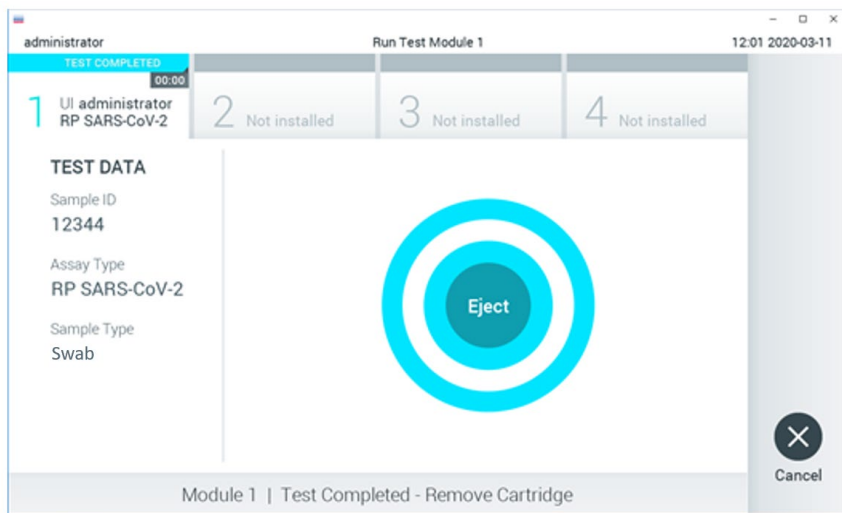 administrator Run Test Module 1 12:01 2020-03-11
TEST COMPLETED
00:00
1 UI administrator
RP SARS-CoV-2
2 Not installed
3 Not installed
4 Not installed
TEST DATA
Sample ID
12344
Assay Type
RP SARS-CoV-2
Sample Type
Swab
Eject
Cancel
Module 1 | Test Completed - Remove Cartridge